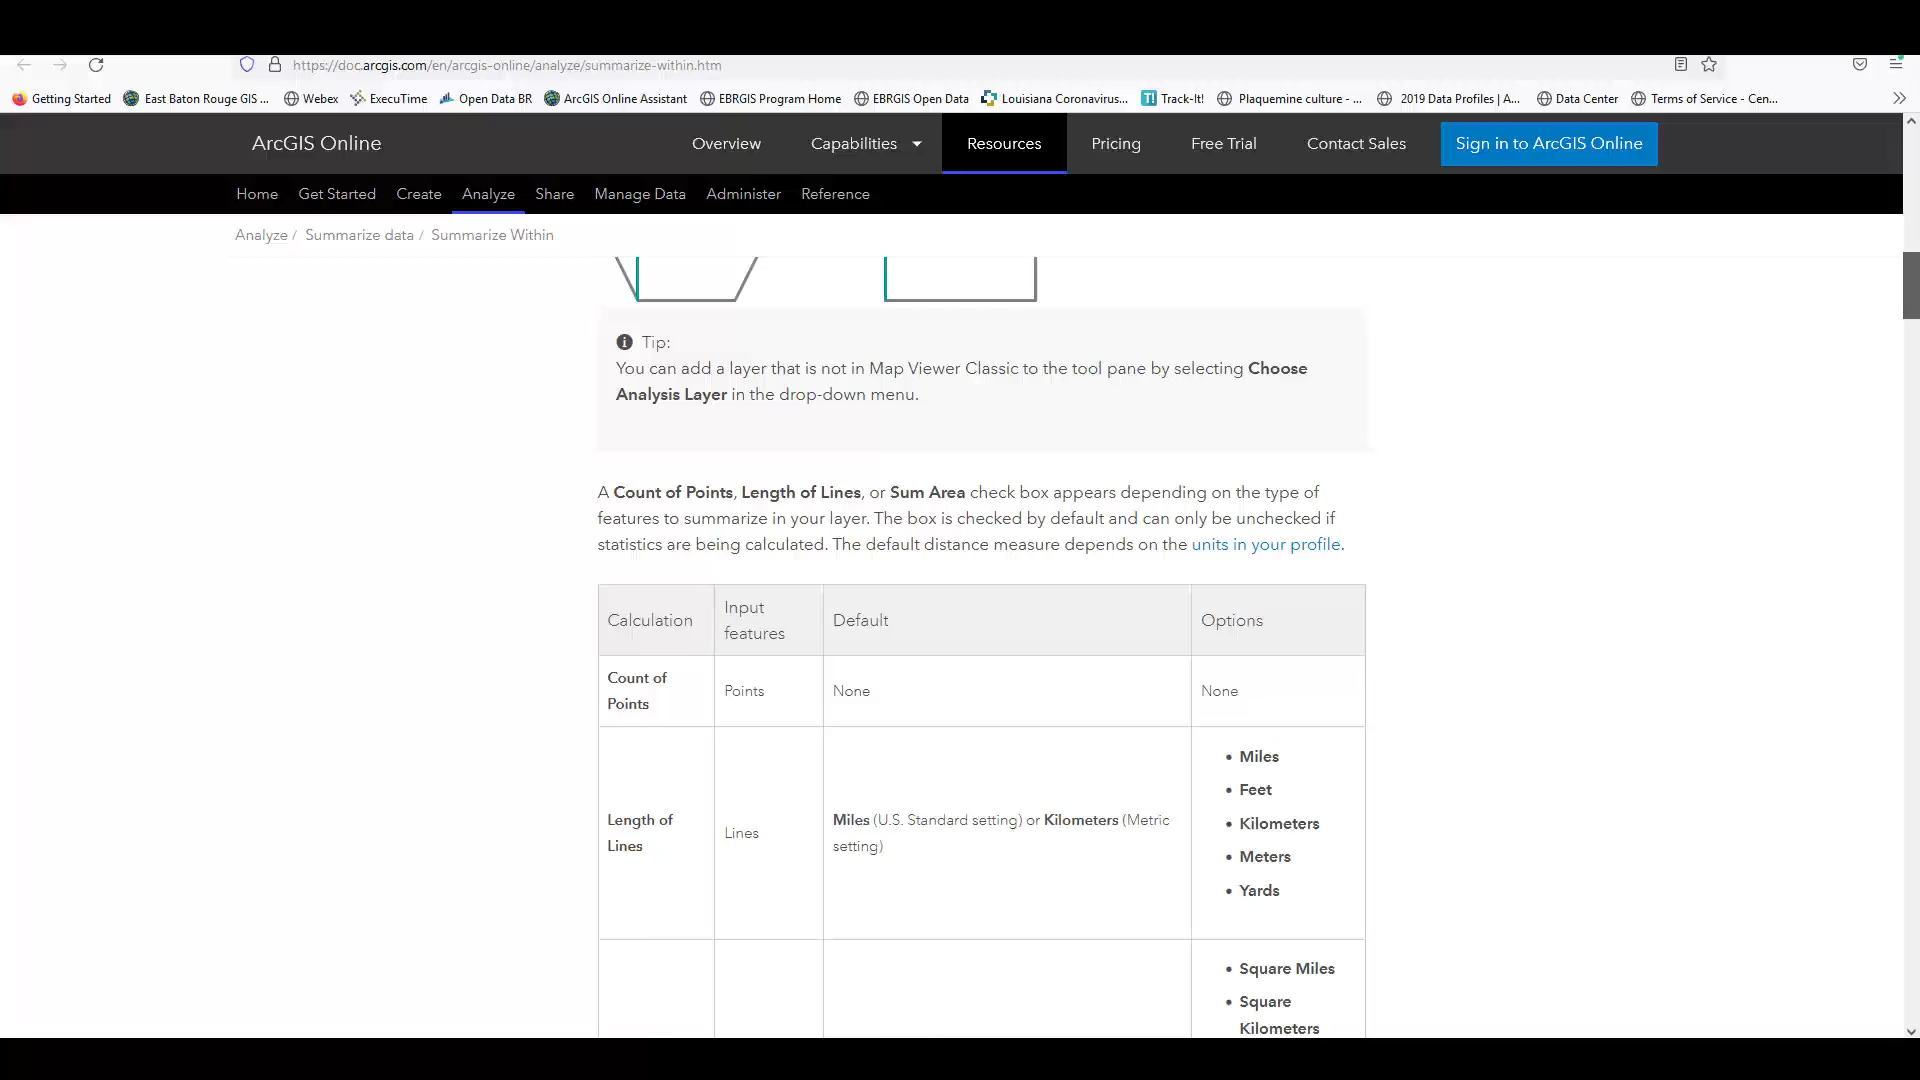 https://doc.arcgis.com/en/arcgis-online/analyze/summarize-within.htm
Getting Started East Baton Rouge GIS ... Webex ExecuTime Open Data BR ArcGIS Online Assistant EBRGIS Program Home EBRGIS Open Data Louisiana Coronavirus... Track-It! Plaquemine culture - ... 2019 Data Profiles | A... Data Center Terms of Service - Cen...
ArcGIS Online Overview Capabilities Resources Pricing Free Trial Contact Sales Sign in to ArcGIS Online
Home Get Started Create Analyze Share Manage Data Administer Reference
Analyze / Summarize data / Summarize Within
Tip:
You can add a layer that is not in Map Viewer Classic to the tool pane by selecting Choose
Analysis Layer in the drop-down menu.
A Count of Points, Length of Lines, or Sum Area check box appears depending on the type of
features to summarize in your layer. The box is checked by default and can only be unchecked if
statistics are being calculated. The default distance measure depends on the units in your profile.
Calculation Input features Default Options
Count of Points Points None None
Length of Lines Lines Miles (U.S. Standard setting) or Kilometers (Metric setting)
• Miles
• Feet
• Kilometers
• Meters
• Yards
• Square Miles
• Square
Kilometers